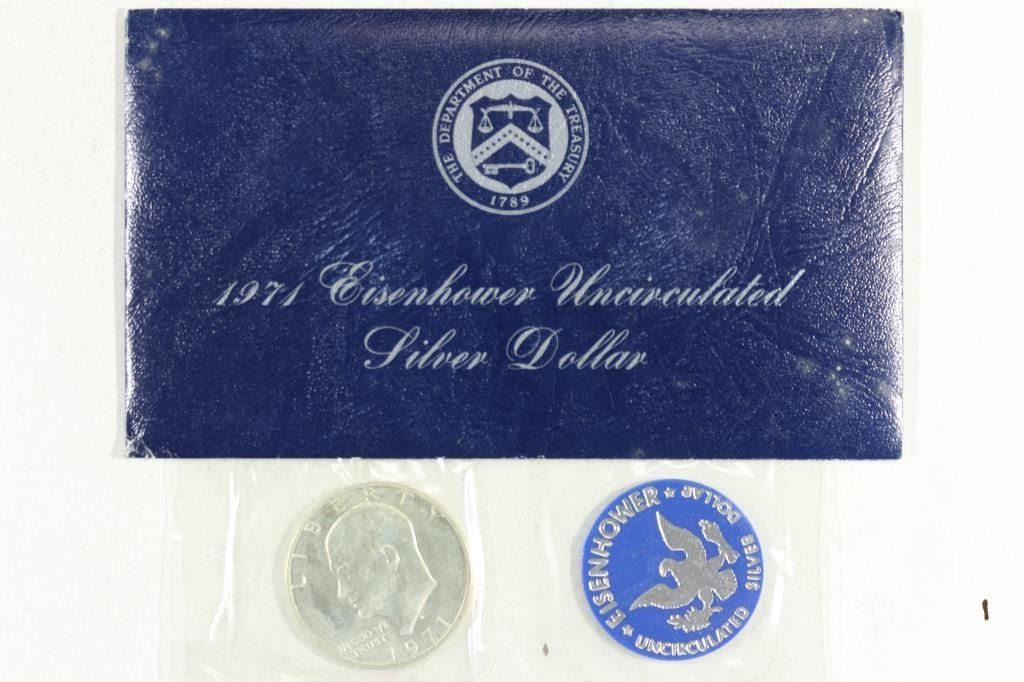 THE DEPARTMENT OF THE TREASURY
1789
1971 Eisenhower Uncirculated
Silver Dollar
LIBERTY
IN GOD WE
TRUST
1971
EISENHOWER ★ SILVER DOLLAR ★ UNCIRCULATED